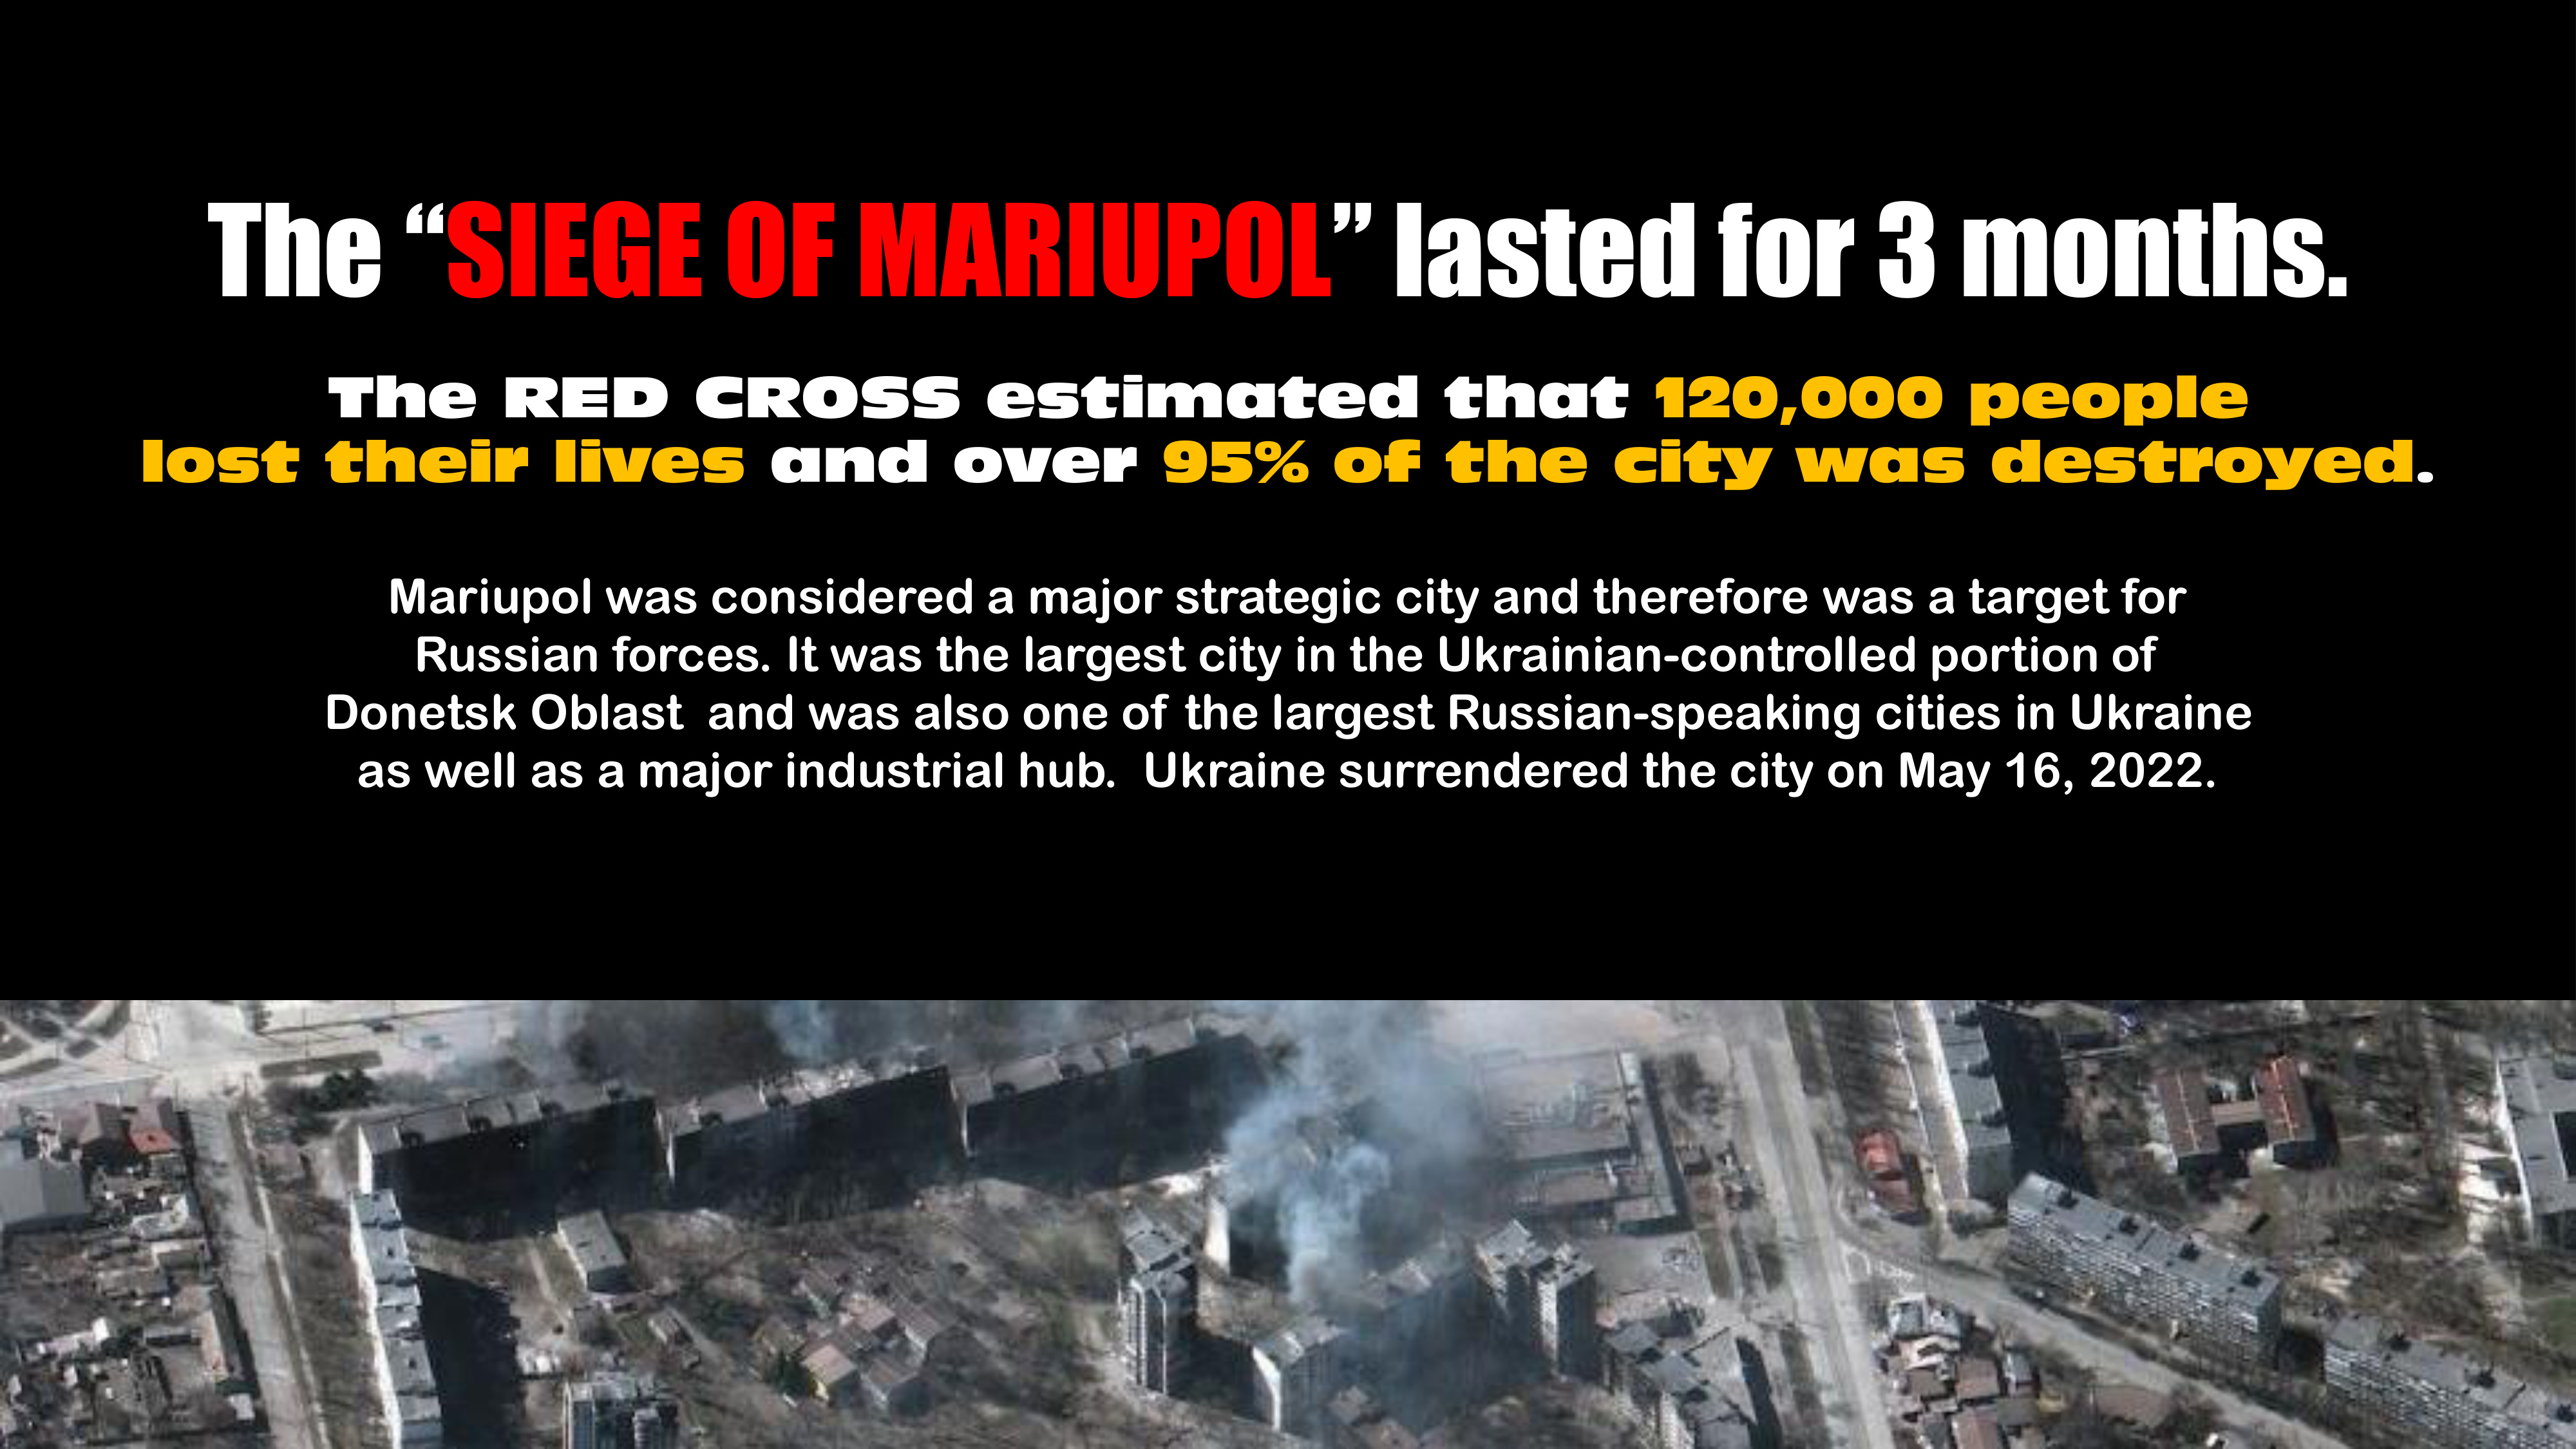 The “SIEGE OF MARIUPOL” lasted for 3 months.
The RED CROSS estimated that 120,000 people
lost their lives and over 95% of the city was destroyed.
Mariupol was considered a major strategic city and therefore was a target for
Russian forces. It was the largest city in the Ukrainian-controlled portion of
Donetsk Oblast  and was also one of the largest Russian-speaking cities in Ukraine
as well as a major industrial hub.  Ukraine surrendered the city on May 16, 2022.